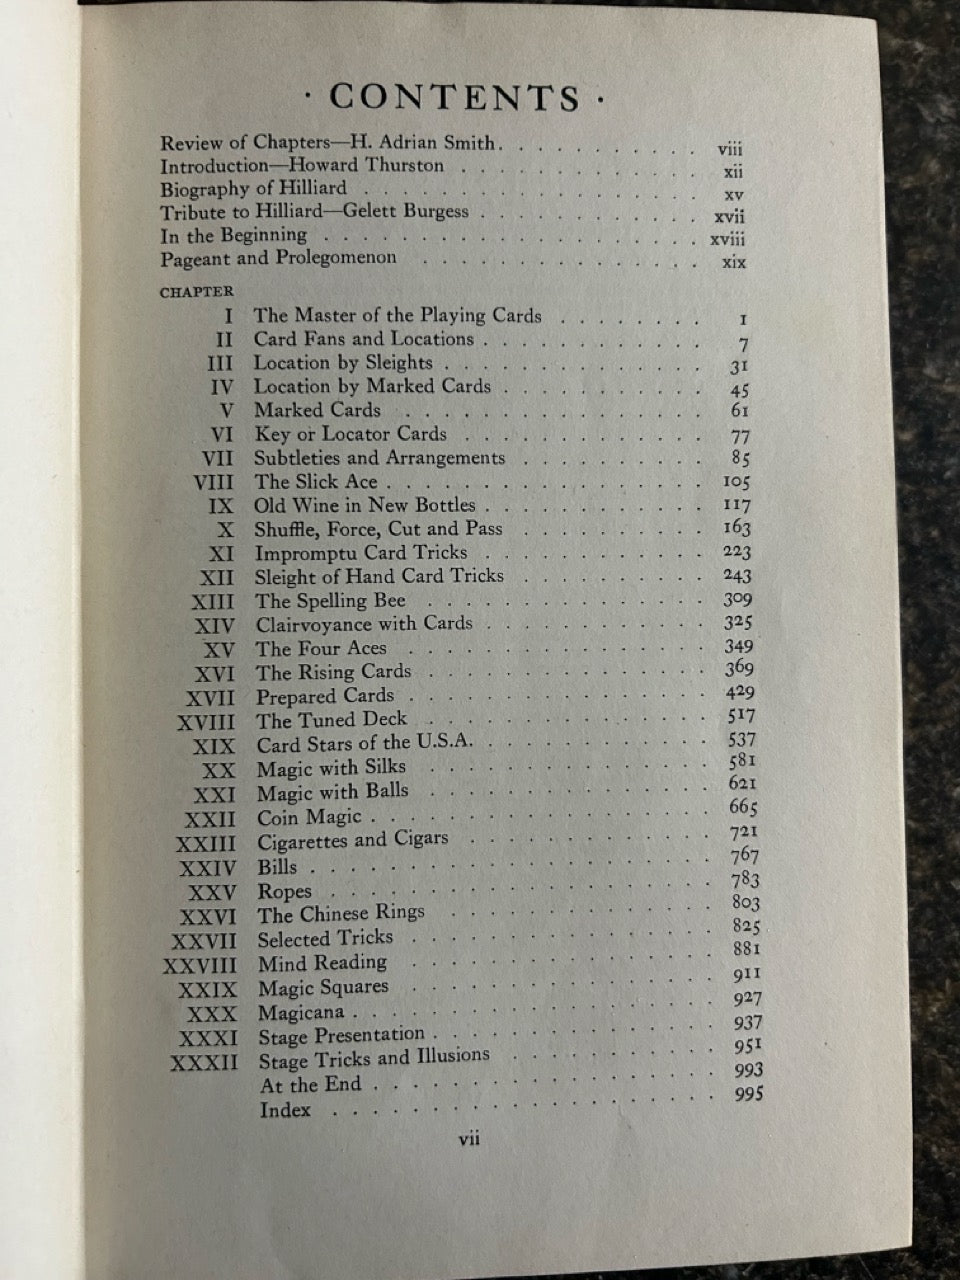 · CONTENTS ·
Review of Chapters—H. Adrian Smith . . . . . . . . . . viii
Introduction—Howard Thurston . . . . . . . . . . . xii
Biography of Hilliard . . . . . . . . . . . . . . . xv
Tribute to Hilliard—Gelett Burgess . . . . . . . . . . xvii
In the Beginning . . . . . . . . . . . . . . . . . xviii
Pageant and Prolegomenon . . . . . . . . . . . . xix
CHAPTER
I The Master of the Playing Cards . . . . . . . 1
II Card Fans and Locations . . . . . . . . . . 7
III Location by Sleights . . . . . . . . . . . . 31
IV Location by Marked Cards . . . . . . . . . 45
V Marked Cards . . . . . . . . . . . . . . 61
VI Key or Locator Cards . . . . . . . . . . . 77
VII Subtleties and Arrangements . . . . . . . . 85
VIII The Slick Ace . . . . . . . . . . . . . . 105
IX Old Wine in New Bottles . . . . . . . . . . 117
X Shuffle, Force, Cut and Pass . . . . . . . . 163
XI Impromptu Card Tricks . . . . . . . . . . 223
XII Sleight of Hand Card Tricks . . . . . . . . 243
XIII The Spelling Bee . . . . . . . . . . . . . 309
XIV Clairvoyance with Cards . . . . . . . . . . 325
XV The Four Aces . . . . . . . . . . . . . . 349
XVI The Rising Cards . . . . . . . . . . . . . 369
XVII Prepared Cards . . . . . . . . . . . . . . 429
XVIII The Tuned Deck . . . . . . . . . . . . . 517
XIX Card Stars of the U.S.A. . . . . . . . . . . 537
XX Magic with Silks . . . . . . . . . . . . . 581
XXI Magic with Balls . . . . . . . . . . . . . 621
XXII Coin Magic . . . . . . . . . . . . . . . 665
XXIII Cigarettes and Cigars . . . . . . . . . . . 721
XXIV Bills . . . . . . . . . . . . . . . . . . 767
XXV Ropes . . . . . . . . . . . . . . . . . 783
XXVI The Chinese Rings . . . . . . . . . . . . 803
XXVII Selected Tricks . . . . . . . . . . . . . . 825
XXVIII Mind Reading . . . . . . . . . . . . . . 881
XXIX Magic Squares . . . . . . . . . . . . . . 911
XXX Magicana . . . . . . . . . . . . . . . . 927
XXXI Stage Presentation . . . . . . . . . . . . 937
XXXII Stage Tricks and Illusions . . . . . . . . . 951
At the End . . . . . . . . . . . . . . . 993
Index . . . . . . . . . . . . . . . . . 995
vii